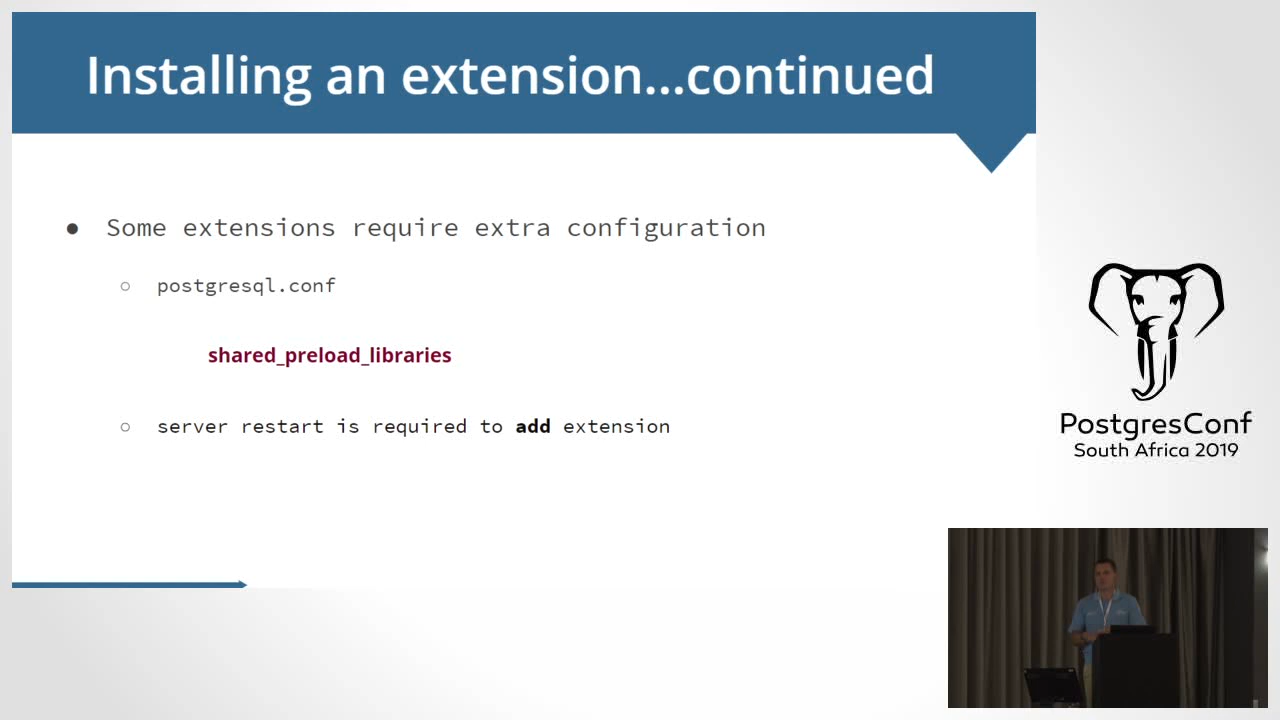 Installing an extension...continued
● Some extensions require extra configuration
○ postgresql.conf
shared_preload_libraries
○ server restart is required to add extension
PostgresConf
South Africa 2019